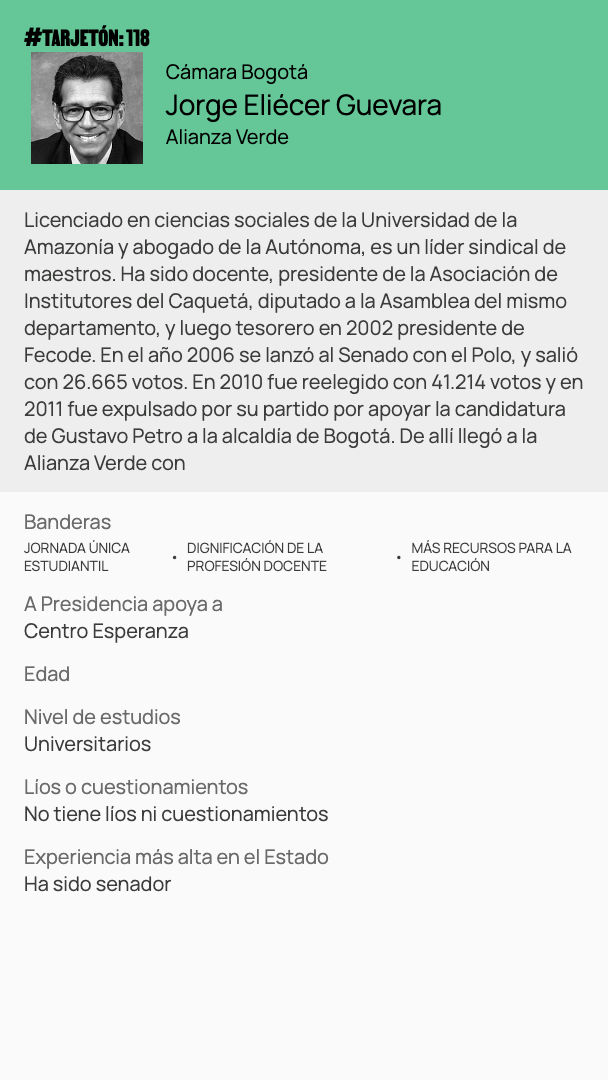 #TARJETÓN: 118
Cámara Bogotá
Jorge Eliécer Guevara
Alianza Verde
Licenciado en ciencias sociales de la Universidad de la
Amazonía y abogado de la Autónoma, es un líder sindical de
maestros. Ha sido docente, presidente de la Asociación de
Institutores del Caquetá, diputado a la Asamblea del mismo
departamento, y luego tesorero en 2002 presidente de
Fecode. En el año 2006 se lanzó al Senado con el Polo, y salió
con 26.665 votos. En 2010 fue reelegido con 41.214 votos y en
2011 fue expulsado por su partido por apoyar la candidatura
de Gustavo Petro a la alcaldía de Bogotá. De allí llegó a la
Alianza Verde con
Banderas
JORNADA ÚNICA
ESTUDIANTIL
• DIGNIFICACIÓN DE LA
PROFESIÓN DOCENTE
• MÁS RECURSOS PARA LA
EDUCACIÓN
A Presidencia apoya a
Centro Esperanza
Edad
Nivel de estudios
Universitarios
Líos o cuestionamientos
No tiene líos ni cuestionamientos
Experiencia más alta en el Estado
Ha sido senador